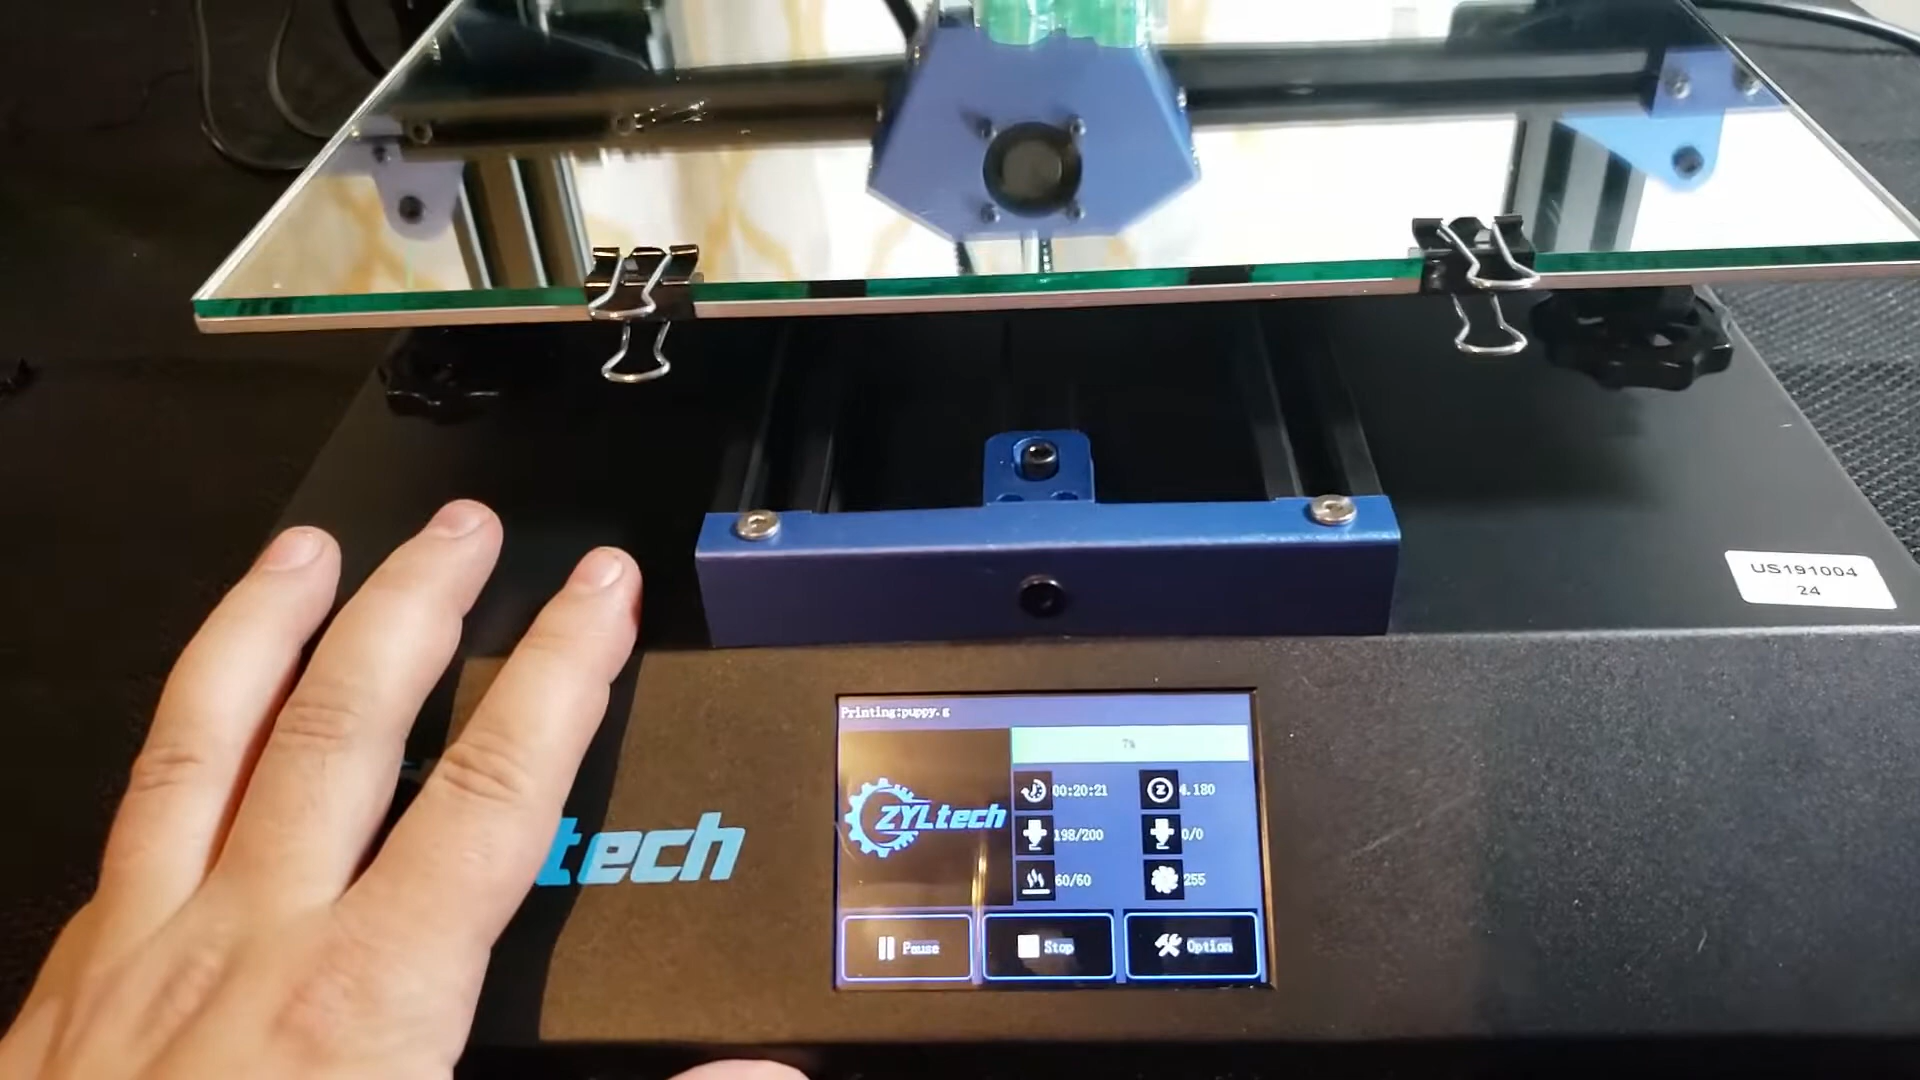 US191004
24
Printing:puppy.g
7%
ZYLtech
00:20:21
Z
4.180
198/200
0/0
60/60
255
tech
Pause
Stop
Option